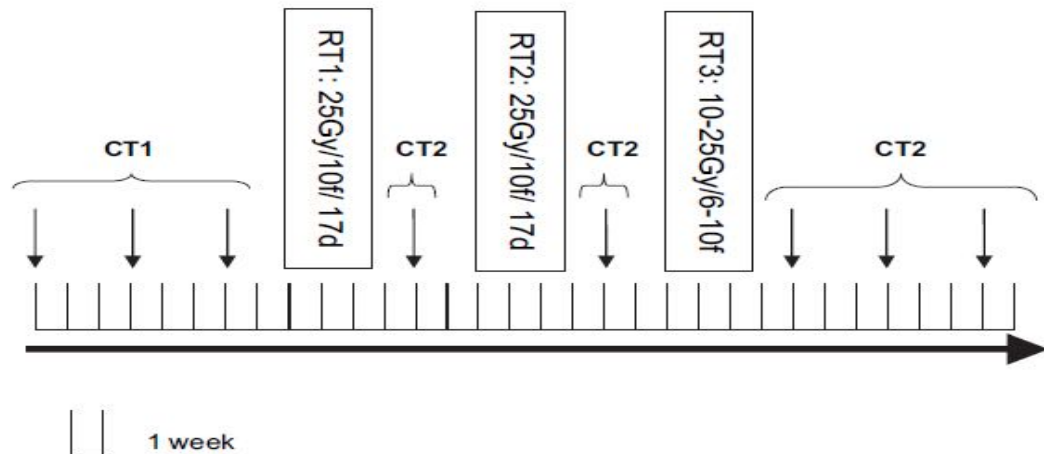 RT1: 25Gy/10f/ 17d
RT2: 25Gy/10f/ 17d
RT3: 10-25Gy/6-10f
CT1
CT2
CT2
CT2
1 week